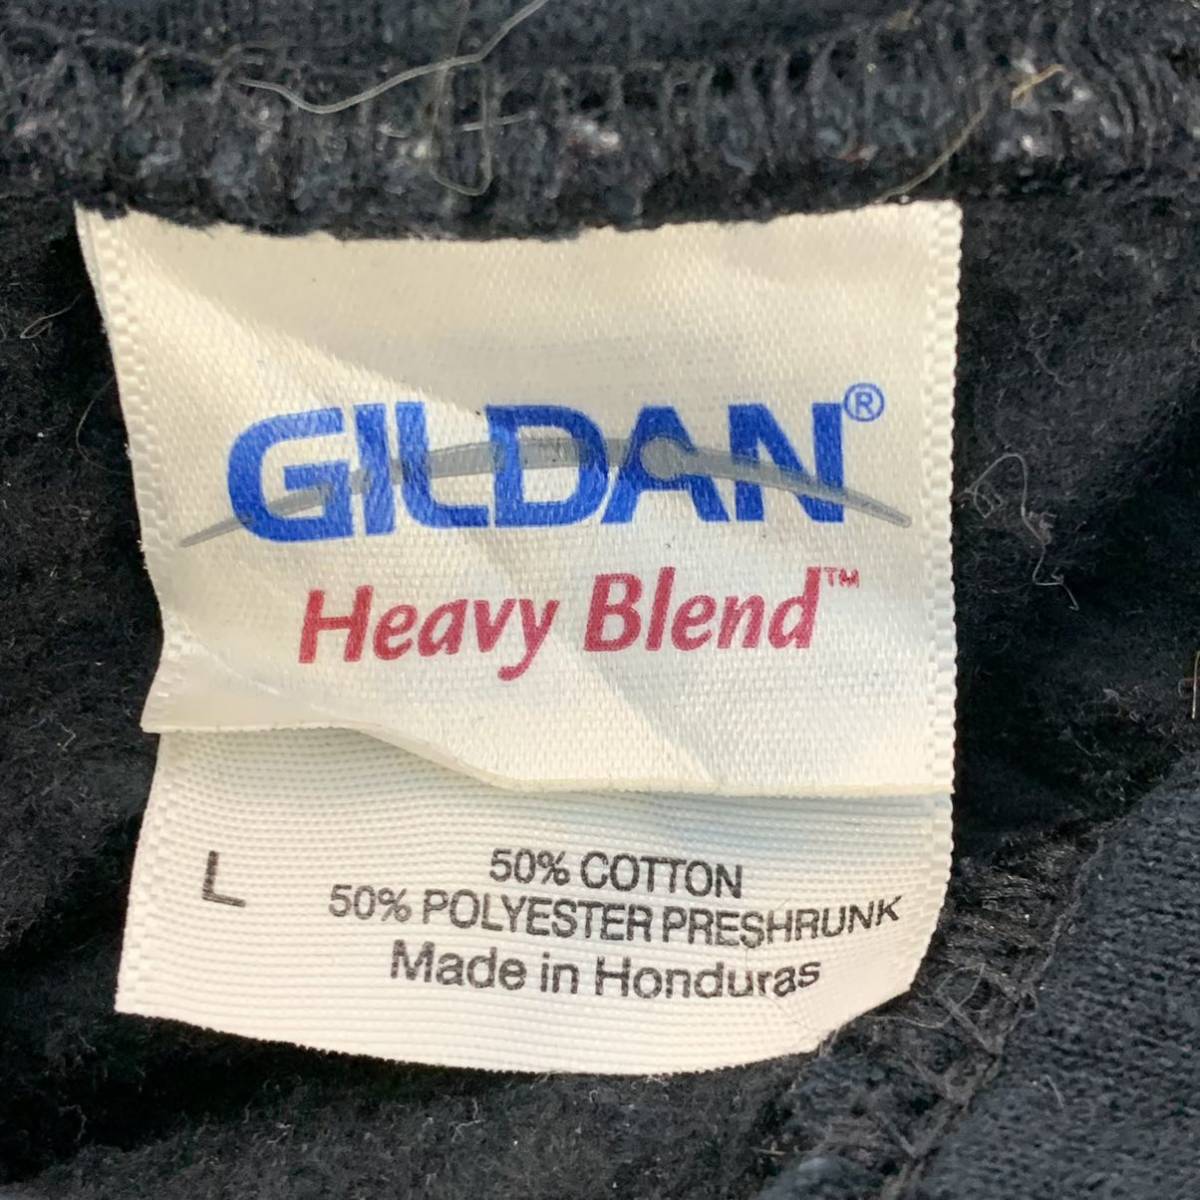 GILDAN®
Heavy Blend™
L
50% COTTON
50% POLYESTER PRESHRUNK
Made in Honduras